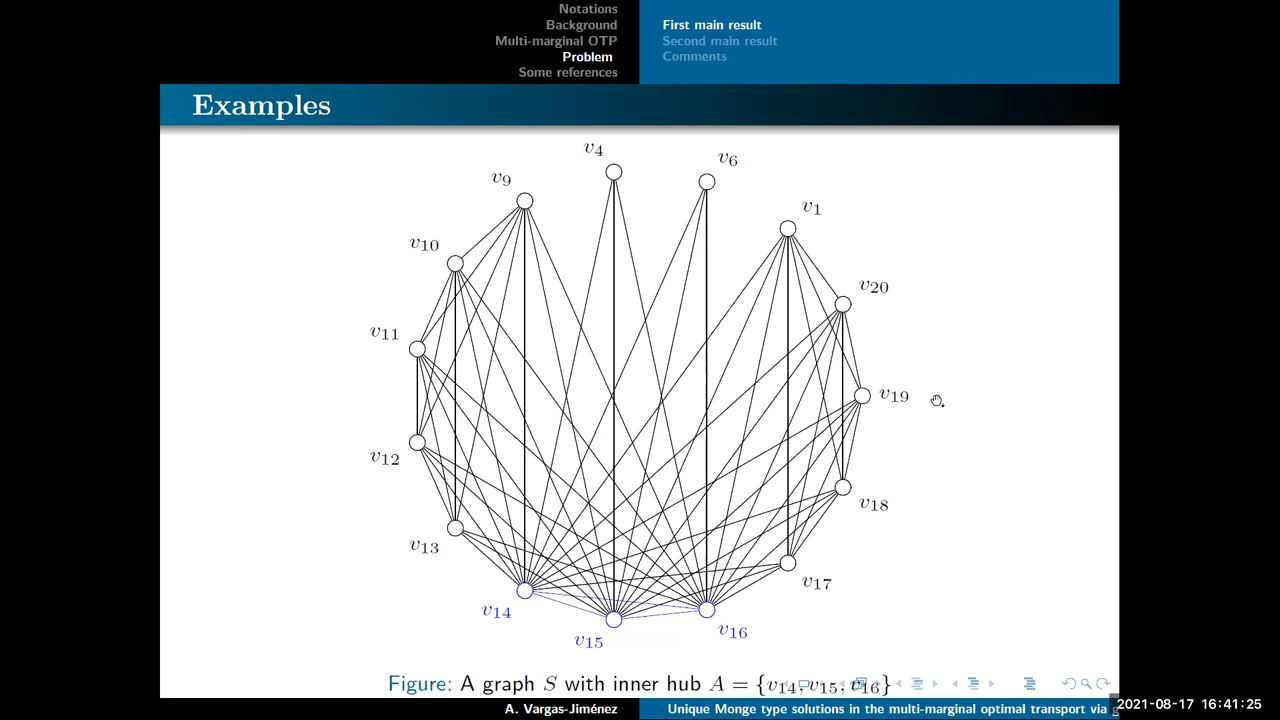 Notations
Background
Multi-marginal OTP
Problem
Some references
First main result
Second main result
Comments
Examples
v4
v6
v9
v1
v10
v20
v11
v19
v12
v18
v13
v17
v14
v16
v15
Figure: A graph S with inner hub A = {v14, v15, v16}
A. Vargas-Jiménez
Unique Monge type solutions in the multi-marginal optimal transport via g
2021-08-17 16:41:25